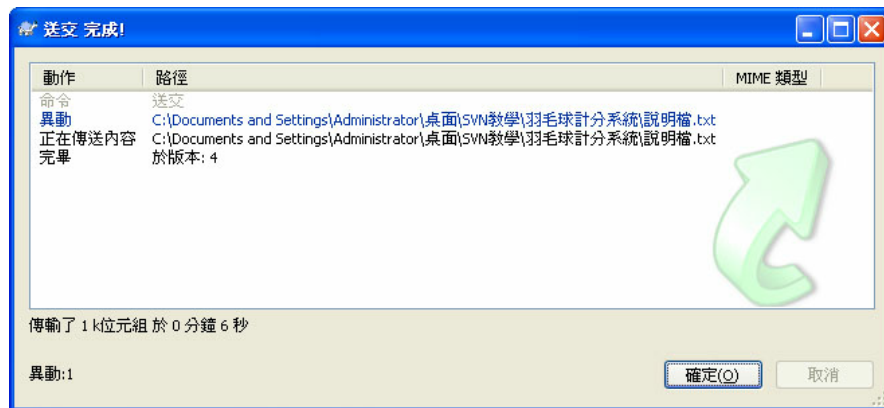 送交 完成!
動作 路徑 MIME 類型
命令 送交
異動 C:\Documents and Settings\Administrator\桌面\SVN教學\羽毛球計分系統\說明檔.txt
正在傳送內容 C:\Documents and Settings\Administrator\桌面\SVN教學\羽毛球計分系統\說明檔.txt
完畢 於版本: 4
傳輸了 1 k位元組 於 0 分鐘 6 秒
異動:1 確定(O) 取消